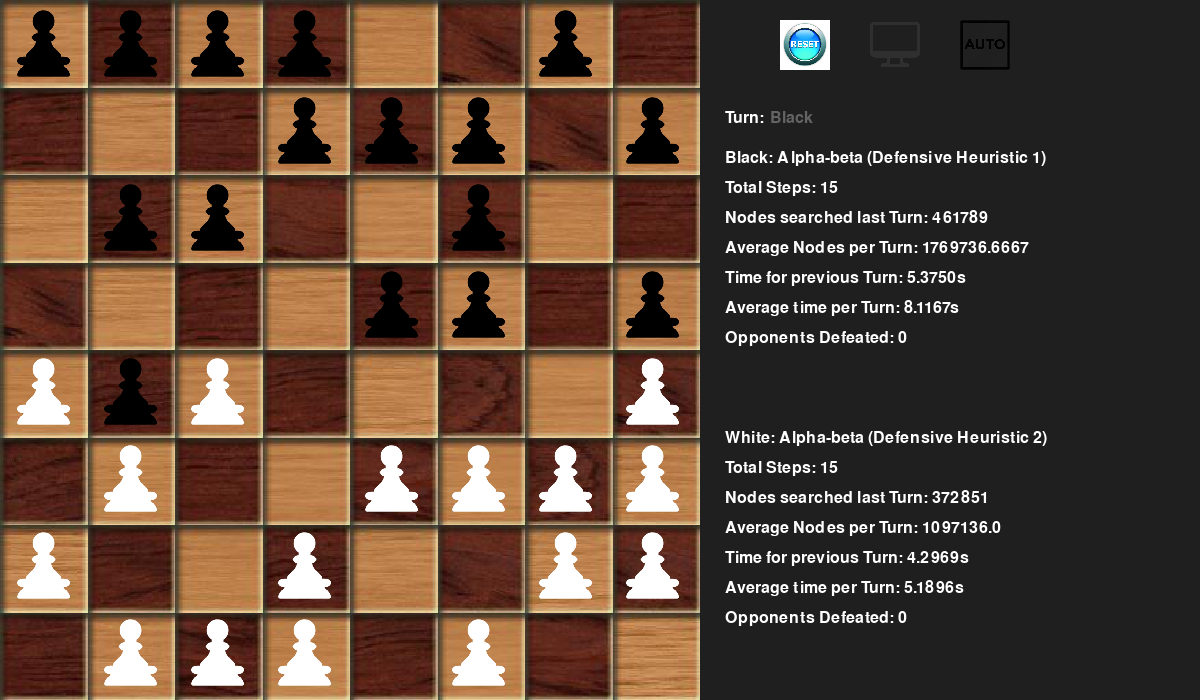 RESET
AUTO
Turn: Black
Black: Alpha-beta (Defensive Heuristic 1)
Total Steps: 15
Nodes searched last Turn: 461789
Average Nodes per Turn: 1769736.6667
Time for previous Turn: 5.3750s
Average time per Turn: 8.1167s
Opponents Defeated: 0
White: Alpha-beta (Defensive Heuristic 2)
Total Steps: 15
Nodes searched last Turn: 372851
Average Nodes per Turn: 1097136.0
Time for previous Turn: 4.2969s
Average time per Turn: 5.1896s
Opponents Defeated: 0